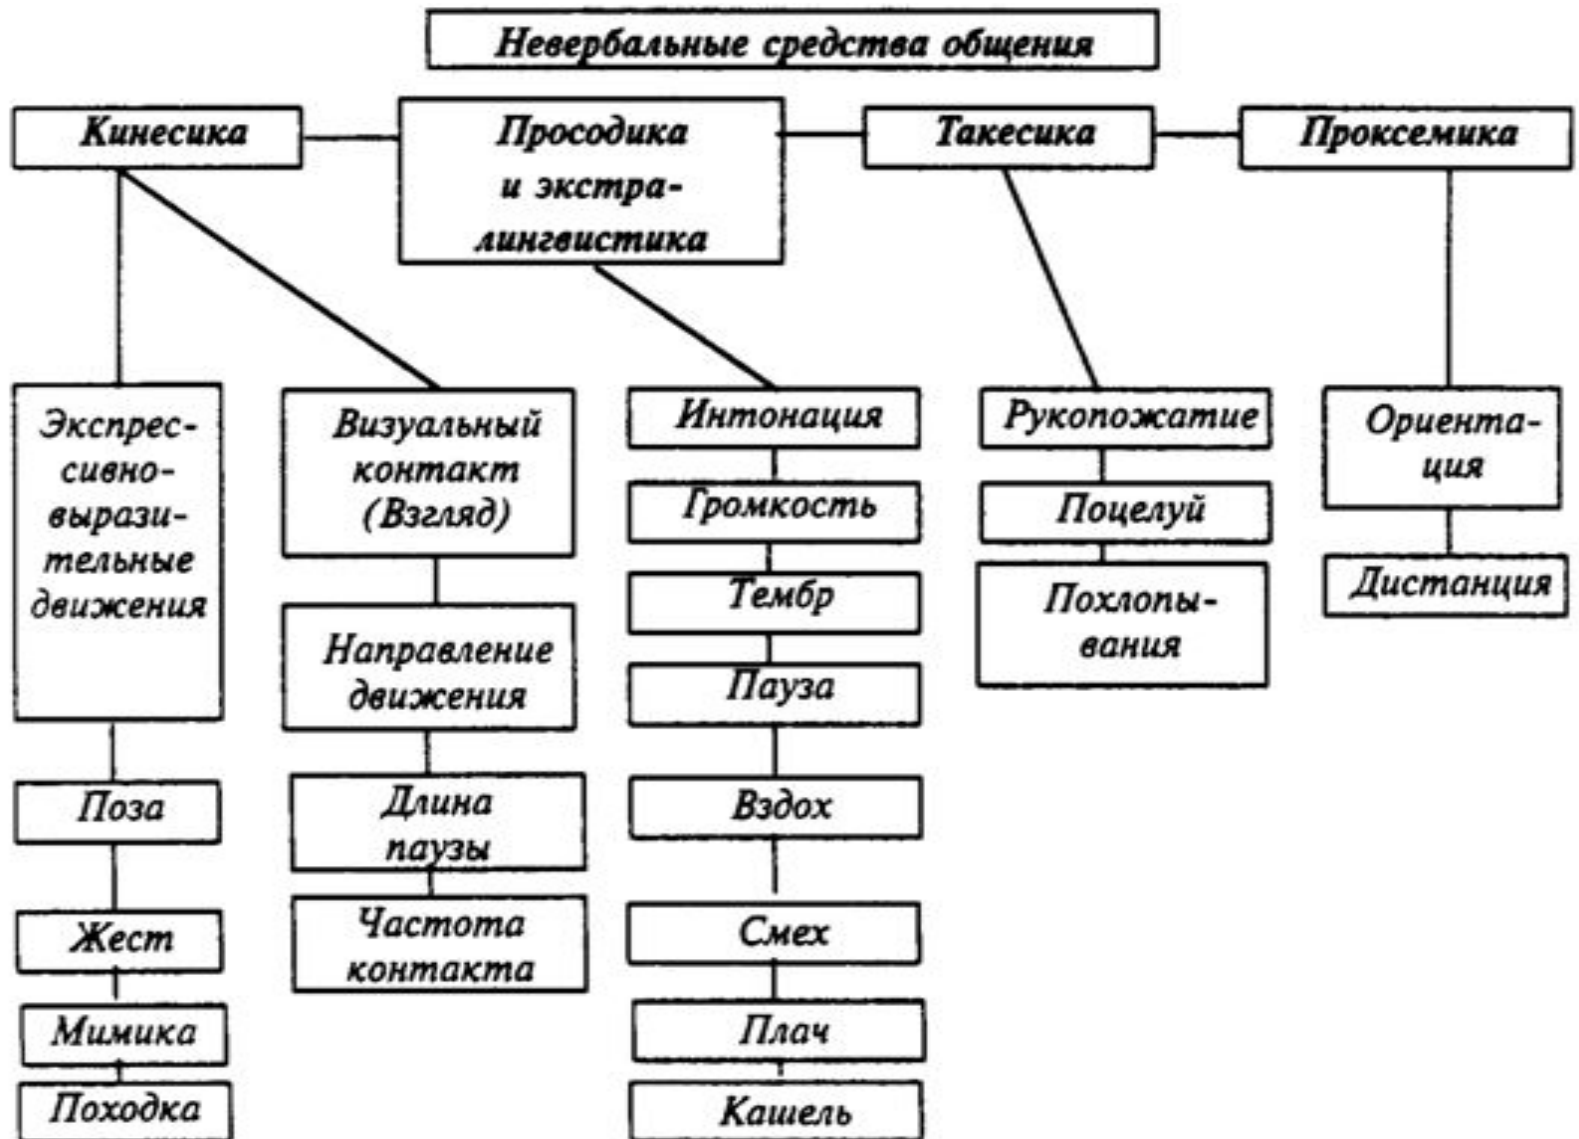 Невербальные средства общения
Кинесика
Просодика
и экстра-
лингвистика
Такесика
Проксемика
Экспрес-
сивно-
вырази-
тельные
движения
Поза
Жест
Мимика
Походка
Визуальный
контакт
(Взгляд)
Направление
движения
Длина
паузы
Частота
контакта
Интонация
Громкость
Тембр
Пауза
Вздох
Смех
Плач
Кашель
Рукопожатие
Поцелуй
Похлопы-
вания
Ориента-
ция
Дистанция